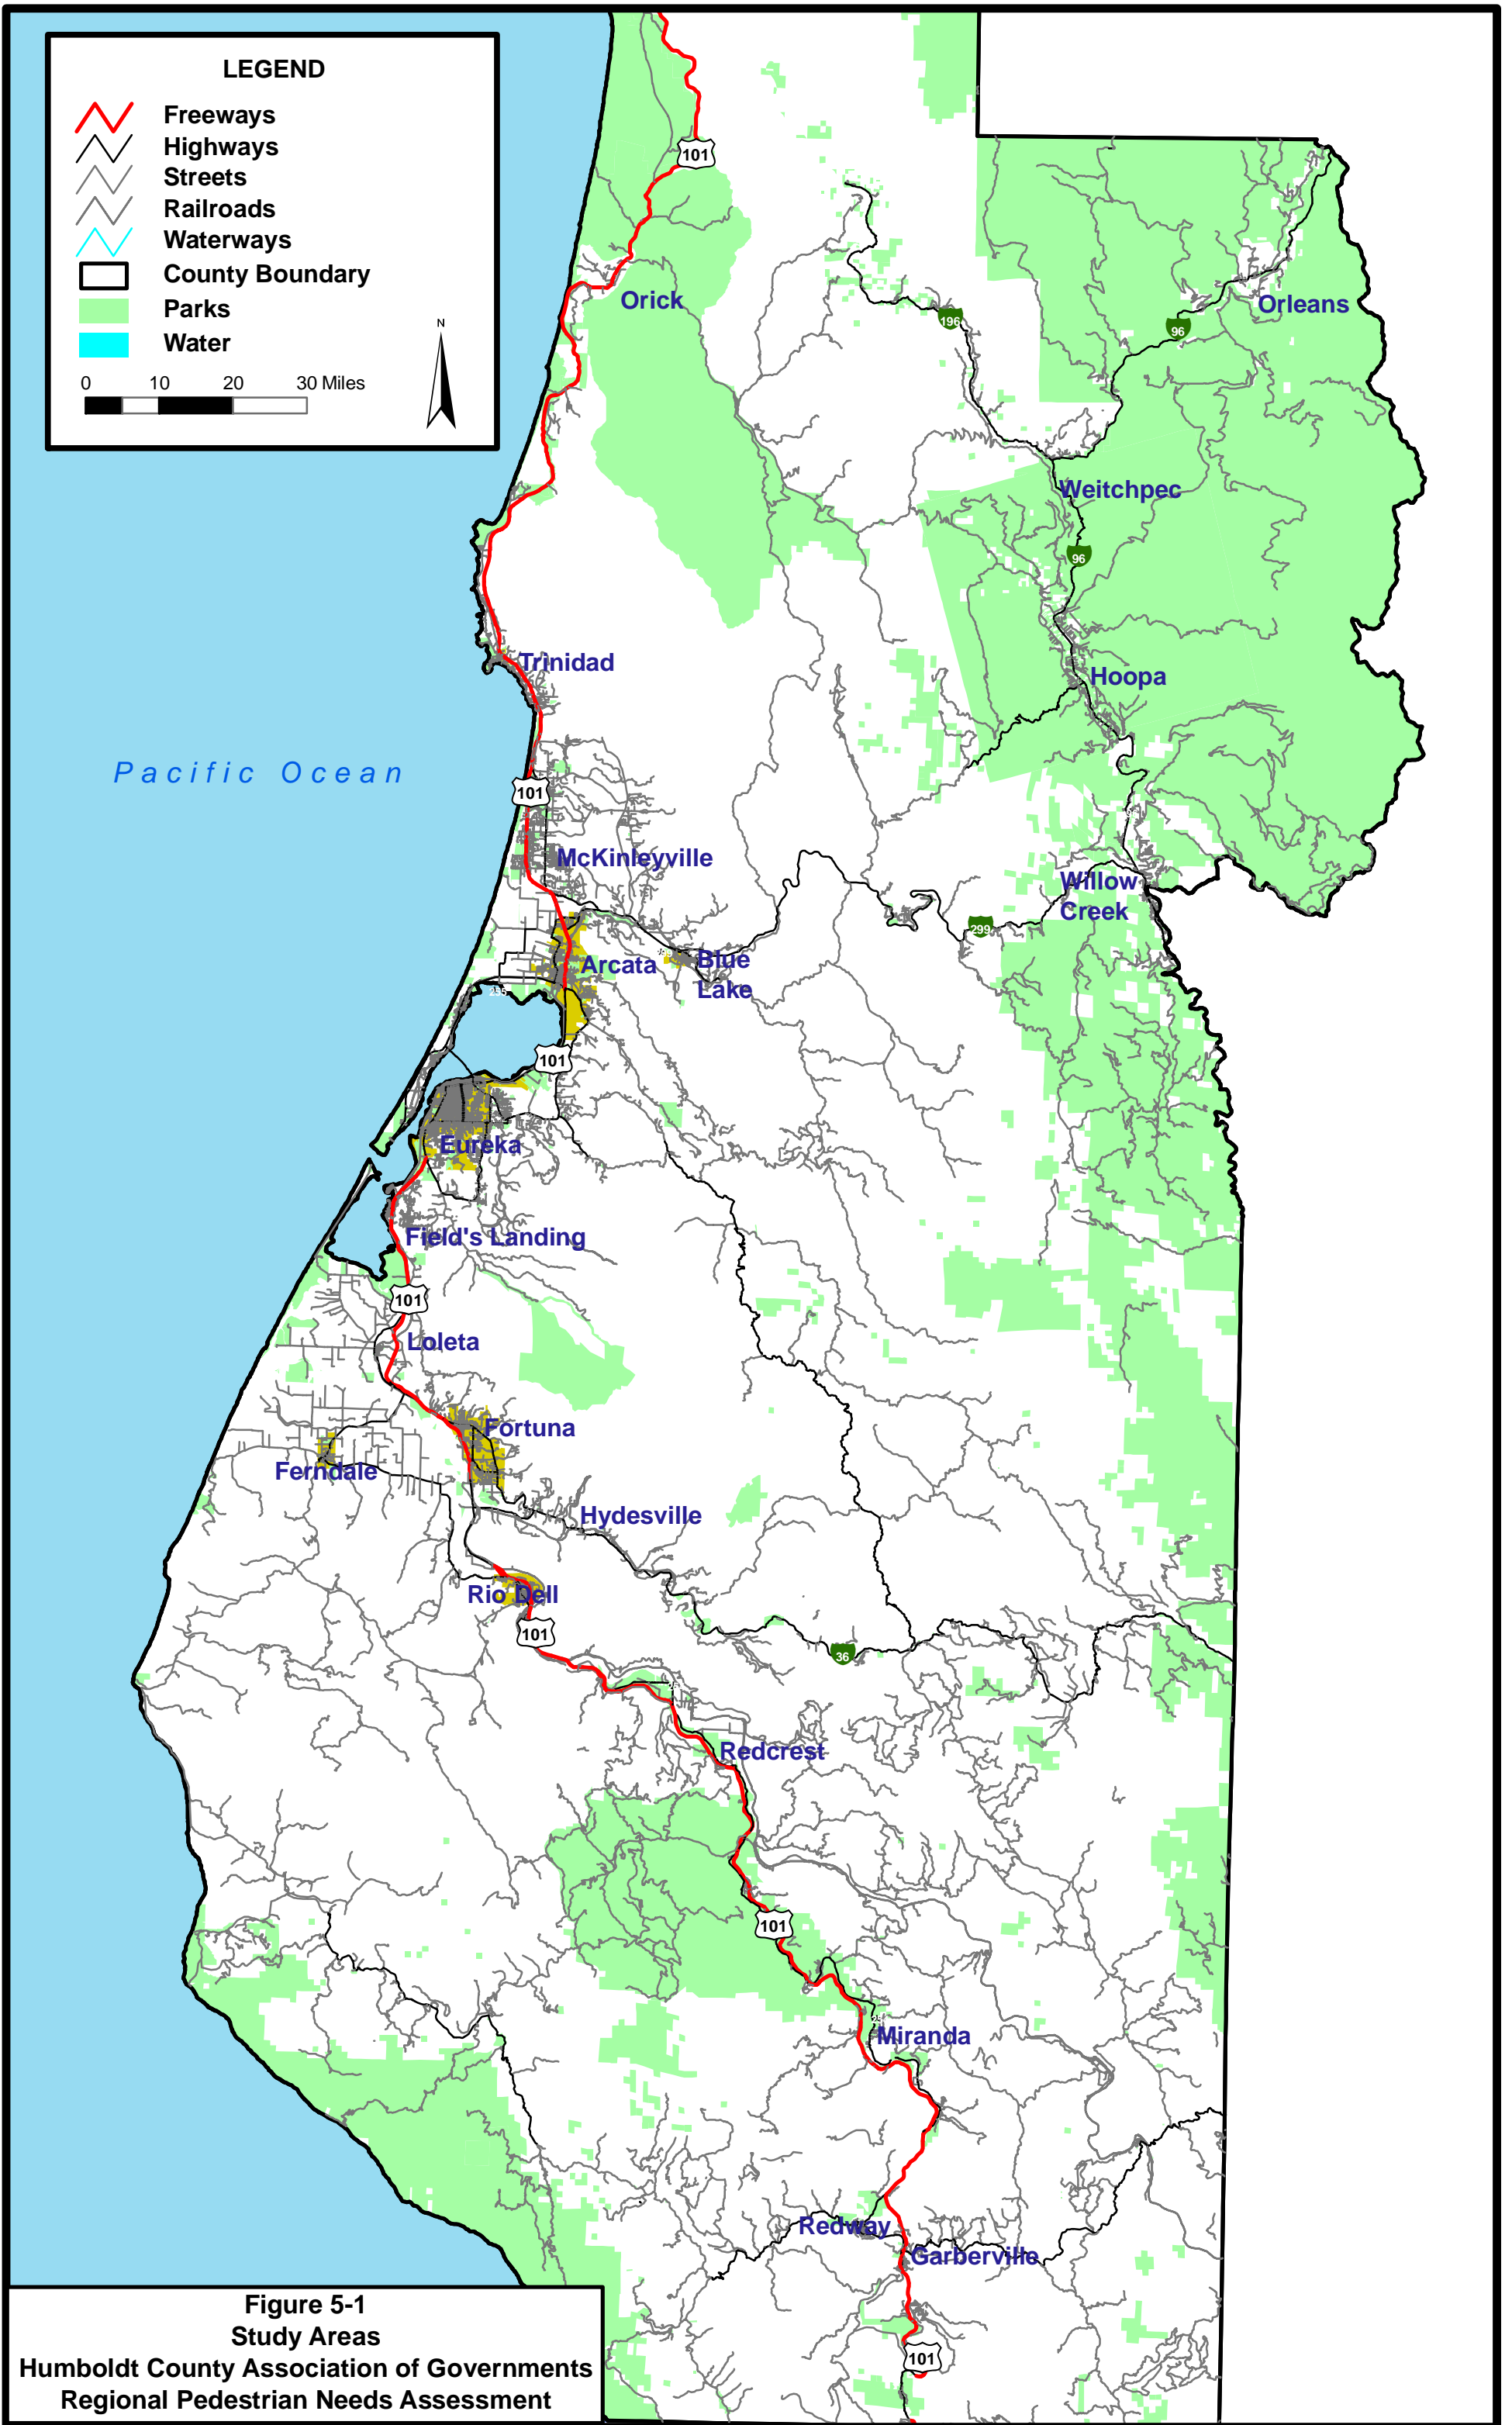 LEGEND
Freeways
Highways
Streets
Railroads
Waterways
County Boundary
Parks
Water
N
0 10 20 30 Miles
101
Orick
196
96
Orleans
Weitchpec
96
Trinidad
Hoopa
Pacific Ocean
101
McKinleyville
Willow
Creek
299
Arcata
Blue
Lake
101
Eureka
Field's Landing
101
Loleta
Fortuna
Ferndale
Hydesville
Rio Dell
101
36
Redcrest
101
Miranda
Redway
Garberville
101
Figure 5-1
Study Areas
Humboldt County Association of Governments
Regional Pedestrian Needs Assessment